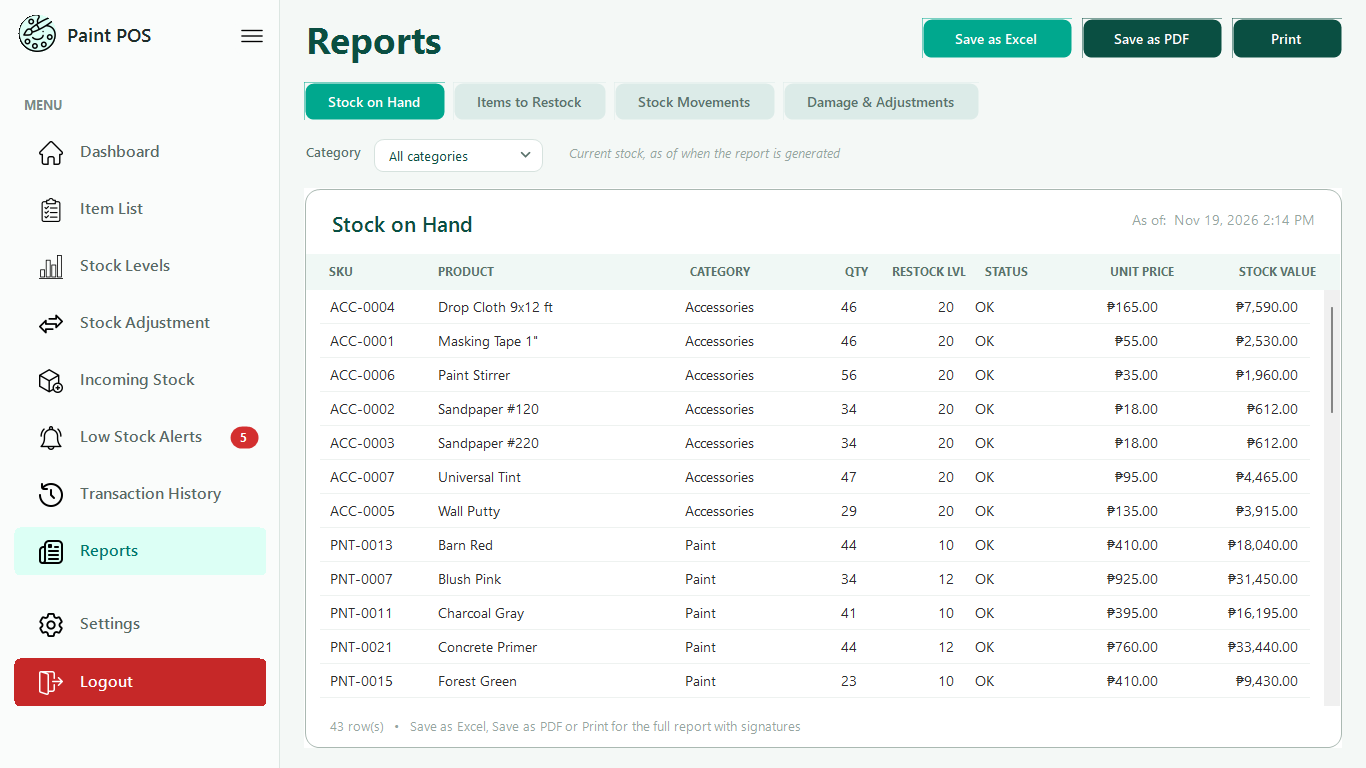 Paint POS
MENU
Dashboard
Item List
Stock Levels
Stock Adjustment
Incoming Stock
Low Stock Alerts 5
Transaction History
Reports
Settings
Logout
Reports
Save as Excel Save as PDF Print
Stock on Hand Items to Restock Stock Movements Damage & Adjustments
Category All categories Current stock, as of when the report is generated
Stock on Hand As of: Nov 19, 2026 2:14 PM
SKU PRODUCT CATEGORY QTY RESTOCK LVL STATUS UNIT PRICE STOCK VALUE
ACC-0004 Drop Cloth 9x12 ft Accessories 46 20 OK ₱165.00 ₱7,590.00
ACC-0001 Masking Tape 1" Accessories 46 20 OK ₱55.00 ₱2,530.00
ACC-0006 Paint Stirrer Accessories 56 20 OK ₱35.00 ₱1,960.00
ACC-0002 Sandpaper #120 Accessories 34 20 OK ₱18.00 ₱612.00
ACC-0003 Sandpaper #220 Accessories 34 20 OK ₱18.00 ₱612.00
ACC-0007 Universal Tint Accessories 47 20 OK ₱95.00 ₱4,465.00
ACC-0005 Wall Putty Accessories 29 20 OK ₱135.00 ₱3,915.00
PNT-0013 Barn Red Paint 44 10 OK ₱410.00 ₱18,040.00
PNT-0007 Blush Pink Paint 34 12 OK ₱925.00 ₱31,450.00
PNT-0011 Charcoal Gray Paint 41 10 OK ₱395.00 ₱16,195.00
PNT-0021 Concrete Primer Paint 44 12 OK ₱760.00 ₱33,440.00
PNT-0015 Forest Green Paint 23 10 OK ₱410.00 ₱9,430.00
43 row(s) • Save as Excel, Save as PDF or Print for the full report with signatures